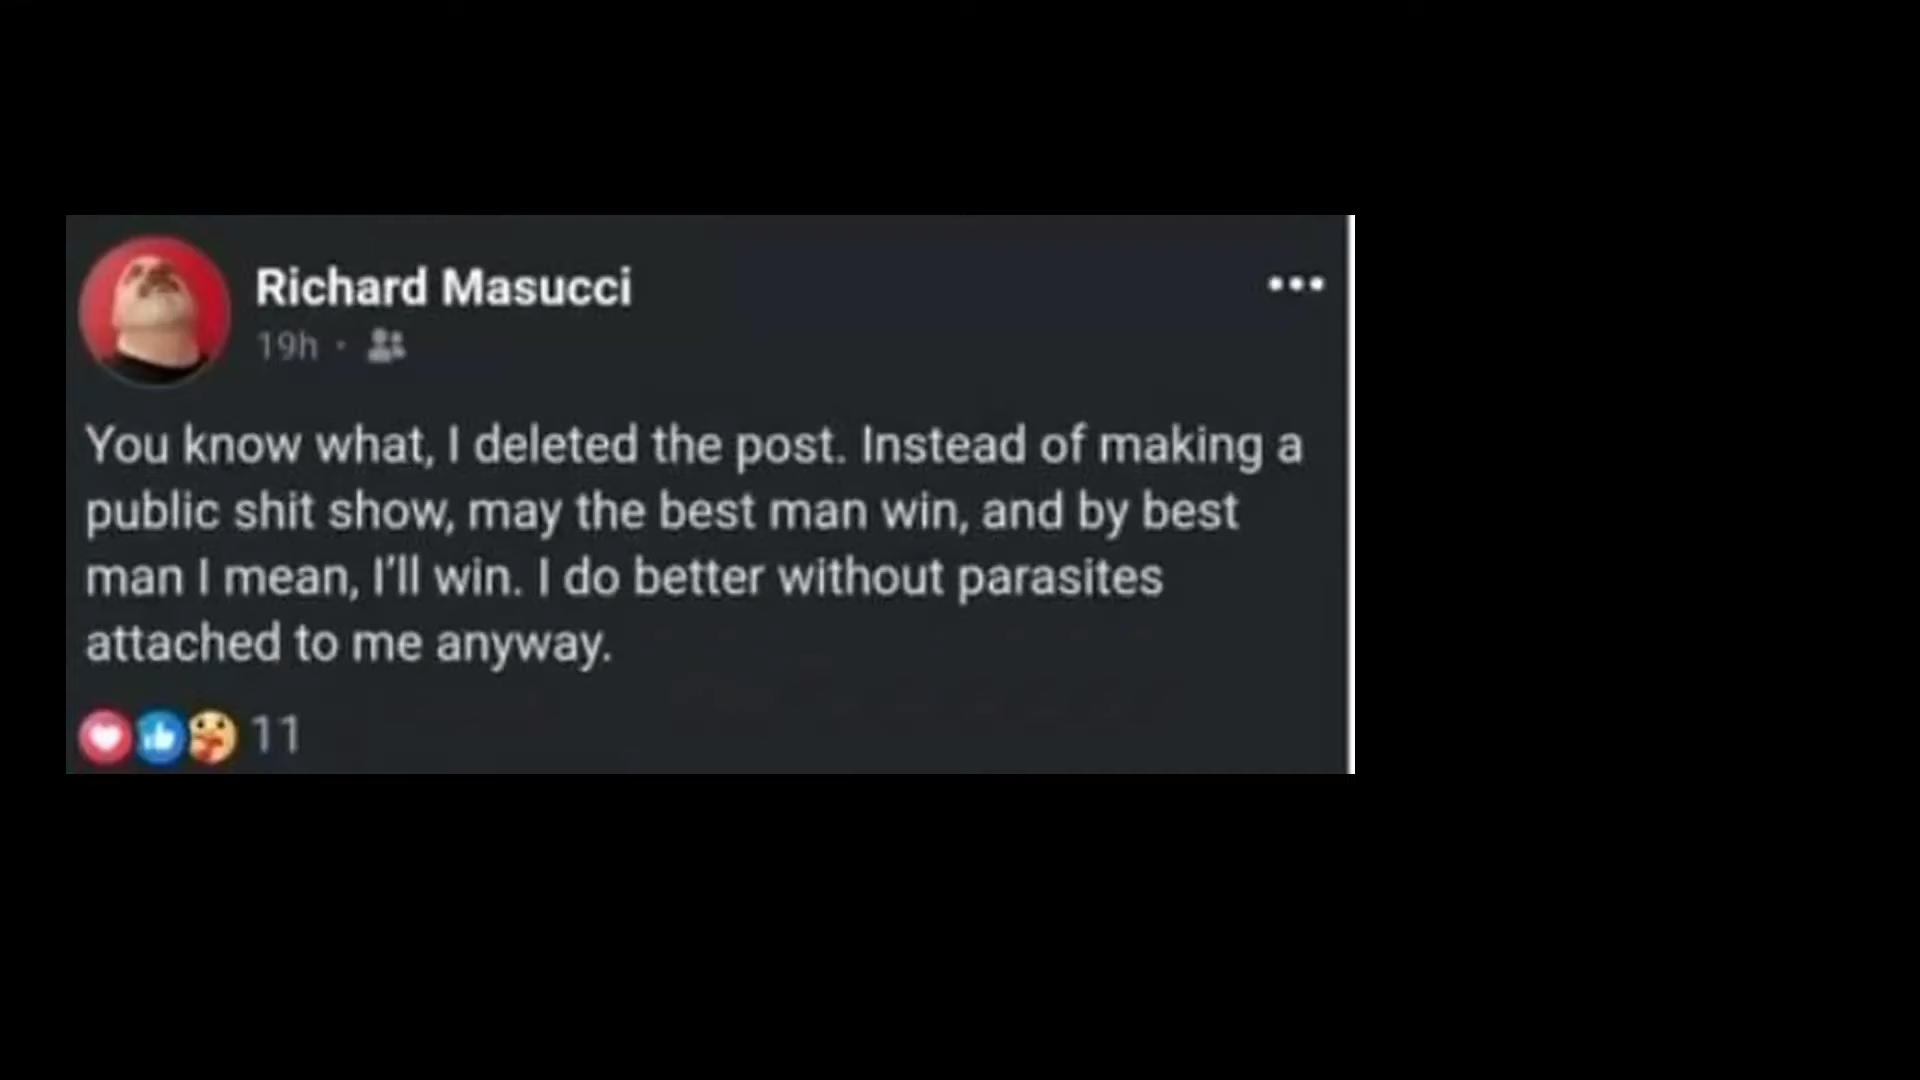 Richard Masucci
19h ·
You know what, I deleted the post. Instead of making a
public shit show, may the best man win, and by best
man I mean, I'll win. I do better without parasites
attached to me anyway.
11